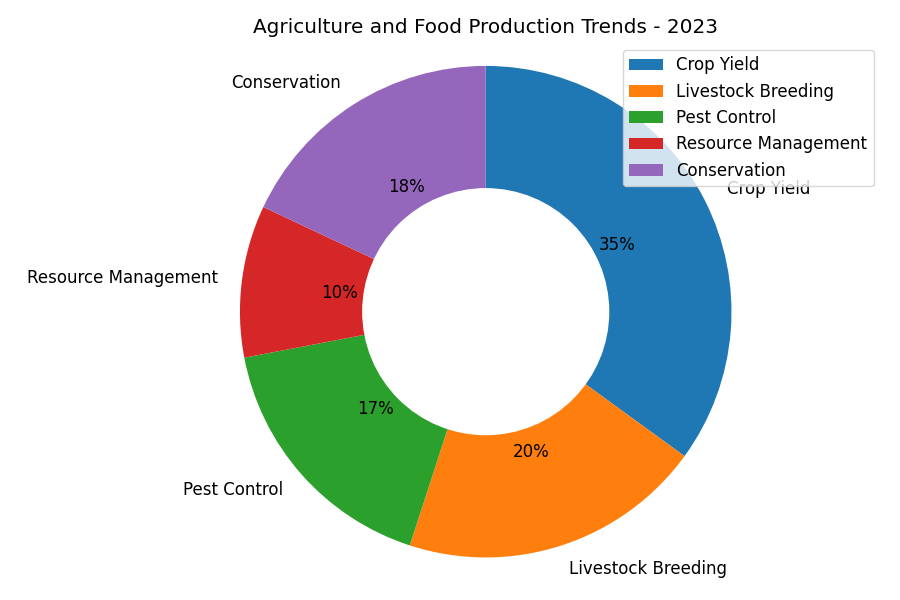 Agriculture and Food Production Trends - 2023
Crop Yield
Livestock Breeding
Pest Control
Resource Management
Conservation
Conservation
Crop Yield
18%
35%
Resource Management
10%
17%
20%
Pest Control
Livestock Breeding